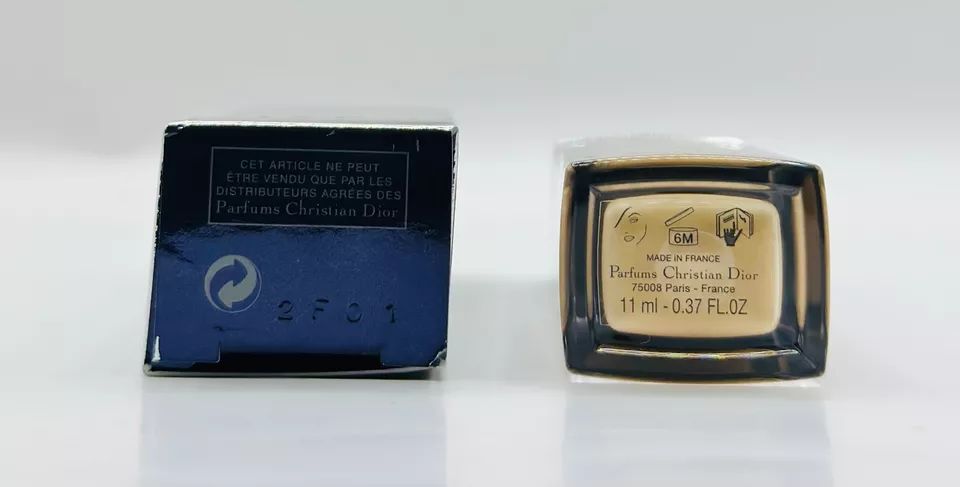 CET ARTICLE NE PEUT
ÊTRE VENDU QUE PAR LES
DISTRIBUTEURS AGRÉES DES
Parfums Christian Dior
2F01
6M
MADE IN FRANCE
Parfums Christian Dior
75008 Paris - France
11 ml - 0.37 FL.OZ